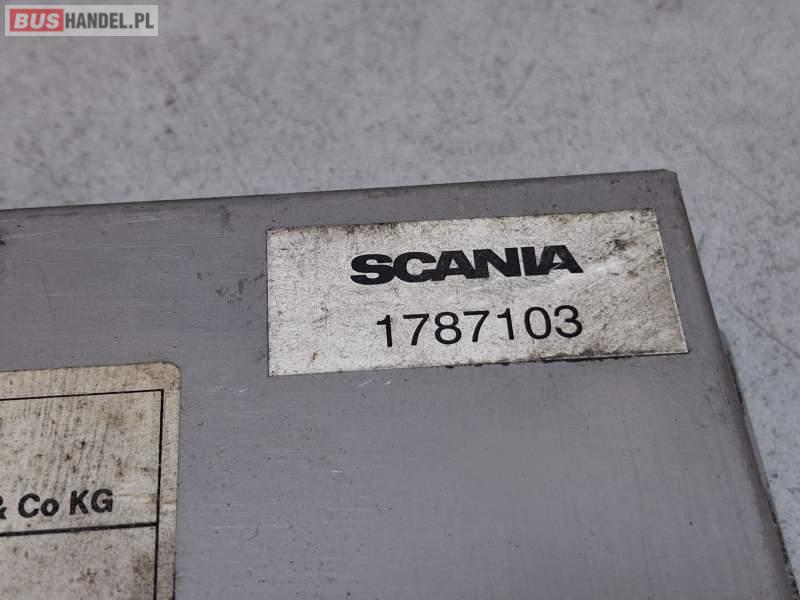 BUSHANDEL.PL
SCANIA
1787103
& Co KG